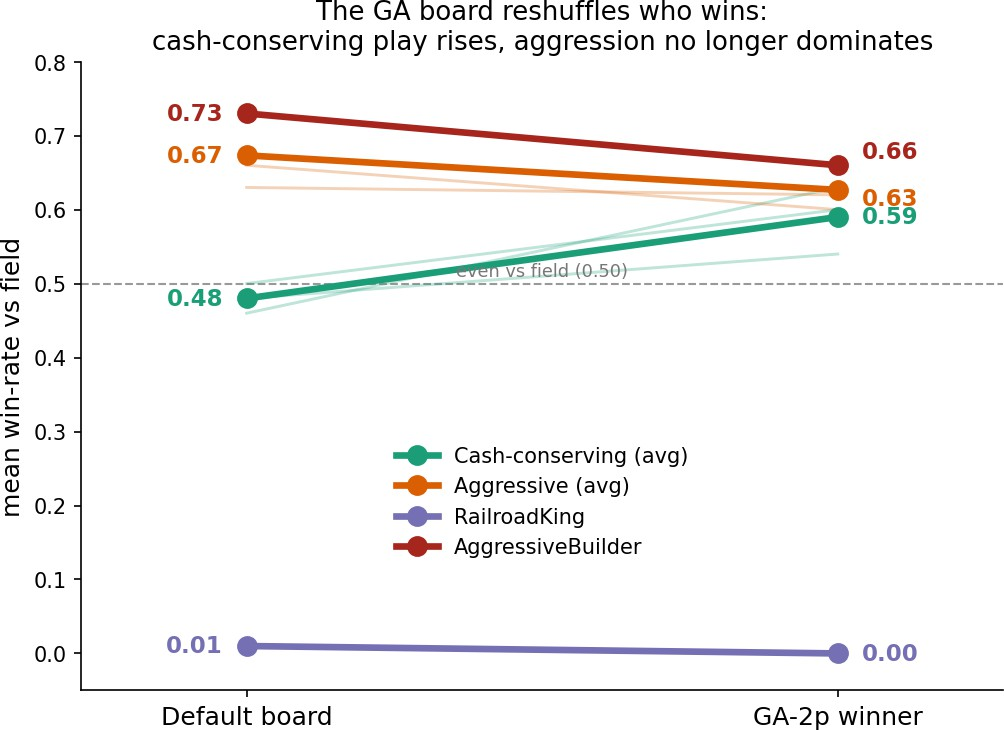 The GA board reshuffles who wins:
cash-conserving play rises, aggression no longer dominates
mean win-rate vs field
0.8
0.7
0.6
0.5
0.4
0.3
0.2
0.1
0.0
0.73
0.67
0.48
0.01
0.66
0.63
0.59
0.00
even vs field (0.50)
Cash-conserving (avg)
Aggressive (avg)
RailroadKing
AggressiveBuilder
Default board
GA-2p winner